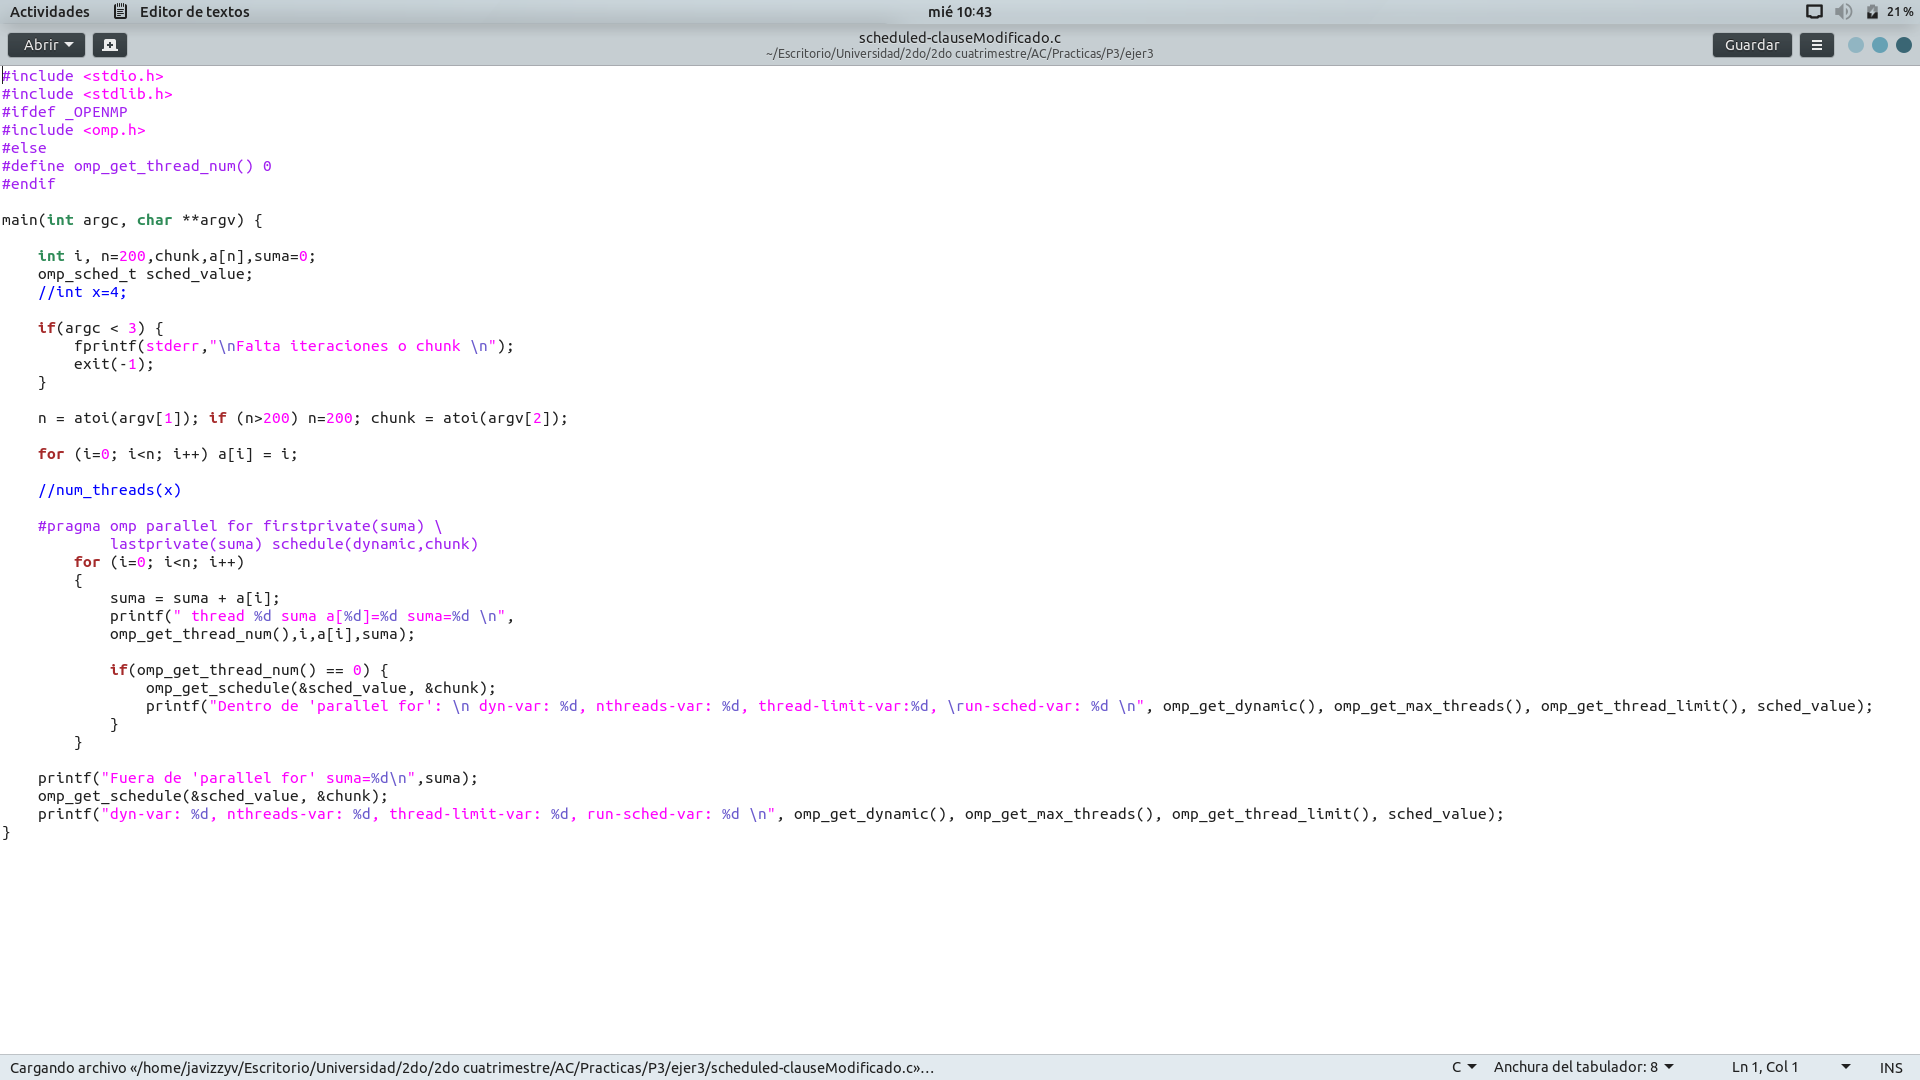 Actividades Editor de textos mié 10:43 21 %
Abrir scheduled-clauseModificado.c Guardar
~/Escritorio/Universidad/2do/2do cuatrimestre/AC/Practicas/P3/ejer3
#include <stdio.h>
#include <stdlib.h>
#ifdef _OPENMP
#include <omp.h>
#else
#define omp_get_thread_num() 0
#endif
main(int argc, char **argv) {
int i, n=200,chunk,a[n],suma=0;
omp_sched_t sched_value;
//int x=4;
if(argc < 3) {
fprintf(stderr,"\nFalta iteraciones o chunk \n");
exit(-1);
}
n = atoi(argv[1]); if (n>200) n=200; chunk = atoi(argv[2]);
for (i=0; i<n; i++) a[i] = i;
//num_threads(x)
#pragma omp parallel for firstprivate(suma) \
lastprivate(suma) schedule(dynamic,chunk)
for (i=0; i<n; i++)
{
suma = suma + a[i];
printf(" thread %d suma a[%d]=%d suma=%d \n",
omp_get_thread_num(),i,a[i],suma);
if(omp_get_thread_num() == 0) {
omp_get_schedule(&sched_value, &chunk);
printf("Dentro de 'parallel for': \n dyn-var: %d, nthreads-var: %d, thread-limit-var:%d, \run-sched-var: %d \n", omp_get_dynamic(), omp_get_max_threads(), omp_get_thread_limit(), sched_value);
}
}
printf("Fuera de 'parallel for' suma=%d\n",suma);
omp_get_schedule(&sched_value, &chunk);
printf("dyn-var: %d, nthreads-var: %d, thread-limit-var: %d, run-sched-var: %d \n", omp_get_dynamic(), omp_get_max_threads(), omp_get_thread_limit(), sched_value);
}
Cargando archivo «/home/javizzyv/Escritorio/Universidad/2do/2do cuatrimestre/AC/Practicas/P3/ejer3/scheduled-clauseModificado.c»… C Anchura del tabulador: 8 Ln 1, Col 1 INS